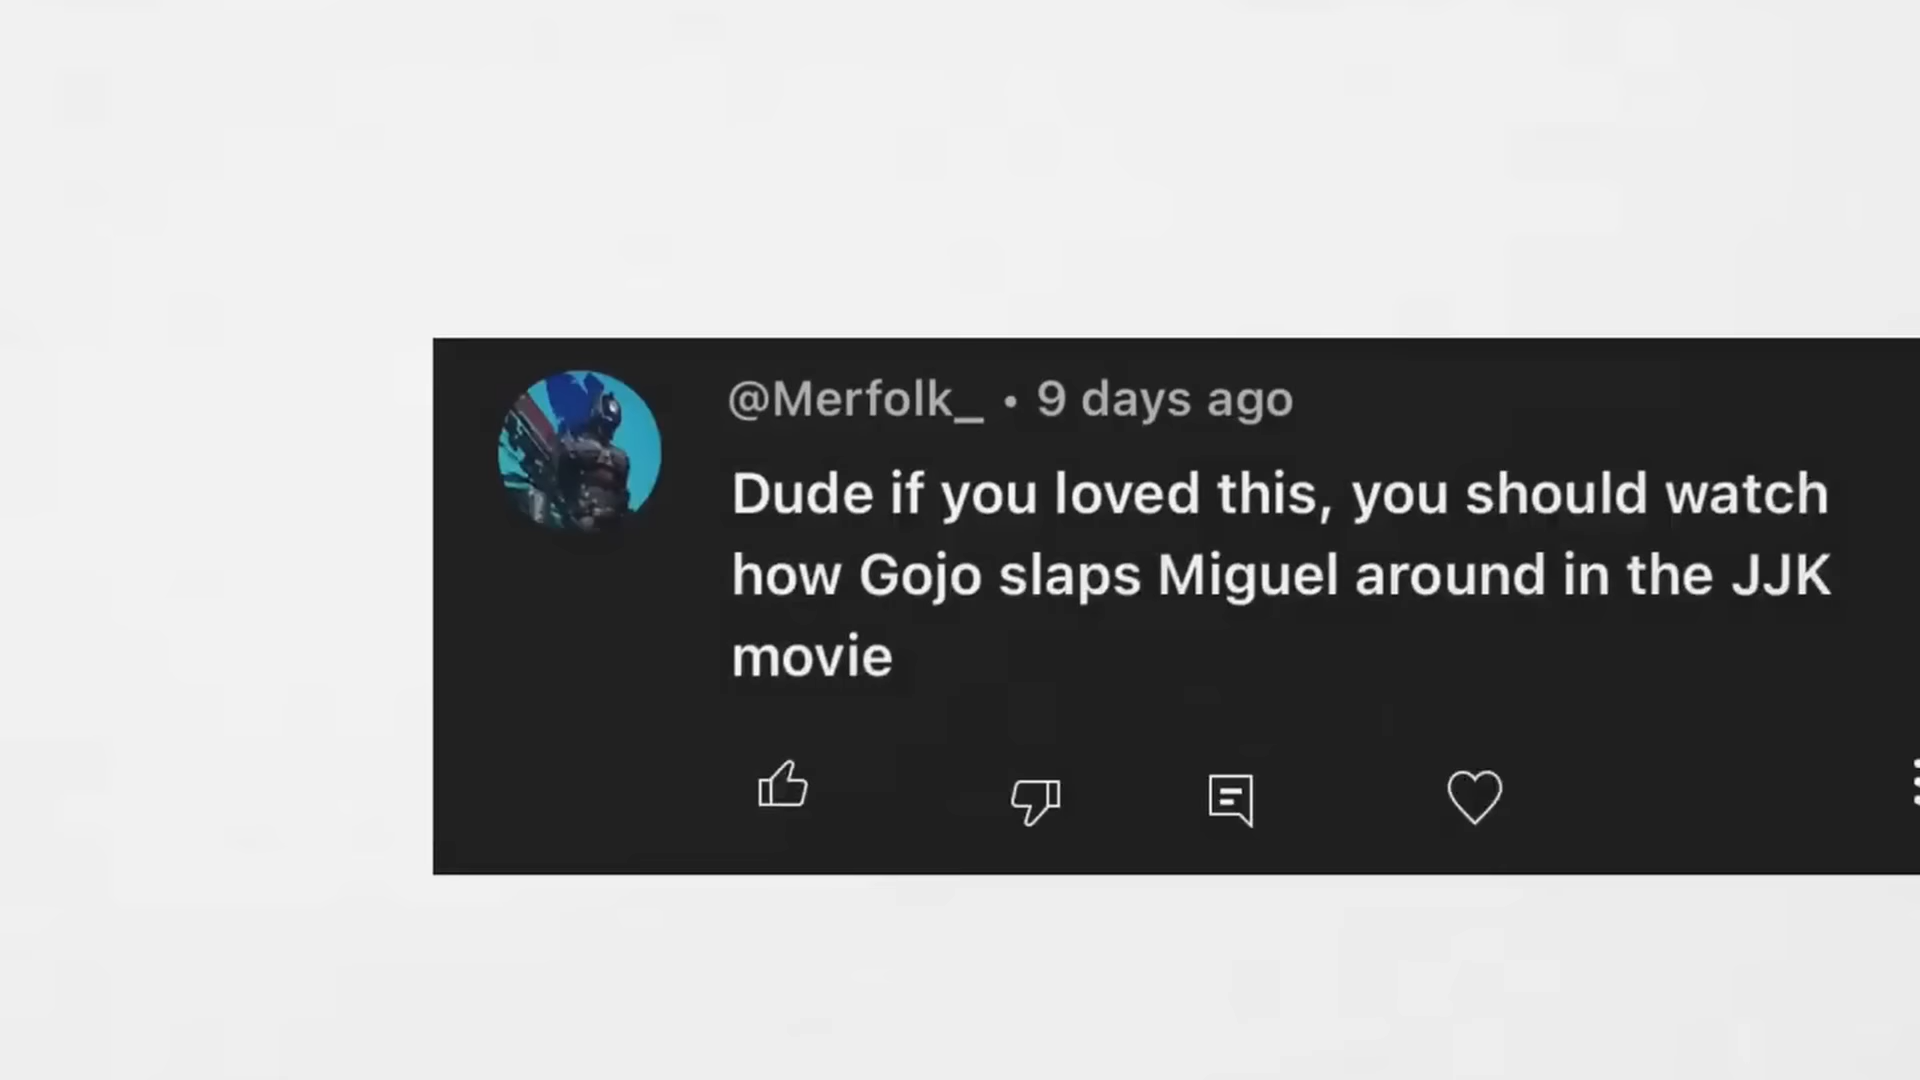 @Merfolk_ • 9 days ago
Dude if you loved this, you should watch
how Gojo slaps Miguel around in the JJK
movie